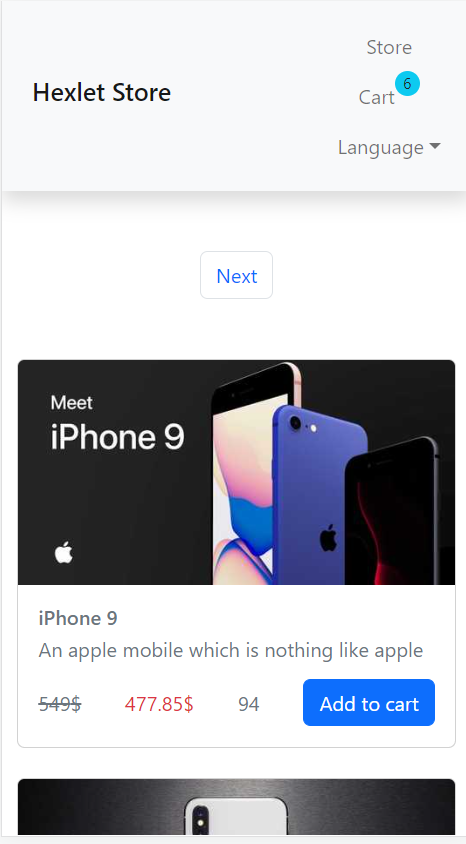 Hexlet Store
Store
Cart 6
Language
Next
Meet
iPhone 9
iPhone 9
An apple mobile which is nothing like apple
549$ 477.85$ 94 Add to cart